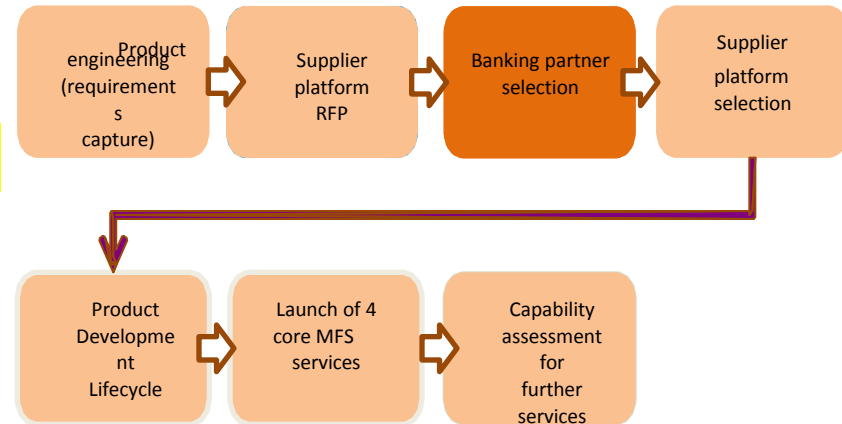 Product
engineering
(requirement
s
capture)
Supplier
platform
RFP
Banking partner
selection
Supplier
platform
selection
Product
Developme
nt
Lifecycle
Launch of 4
core MFS
services
Capability
assessment
for
further
services